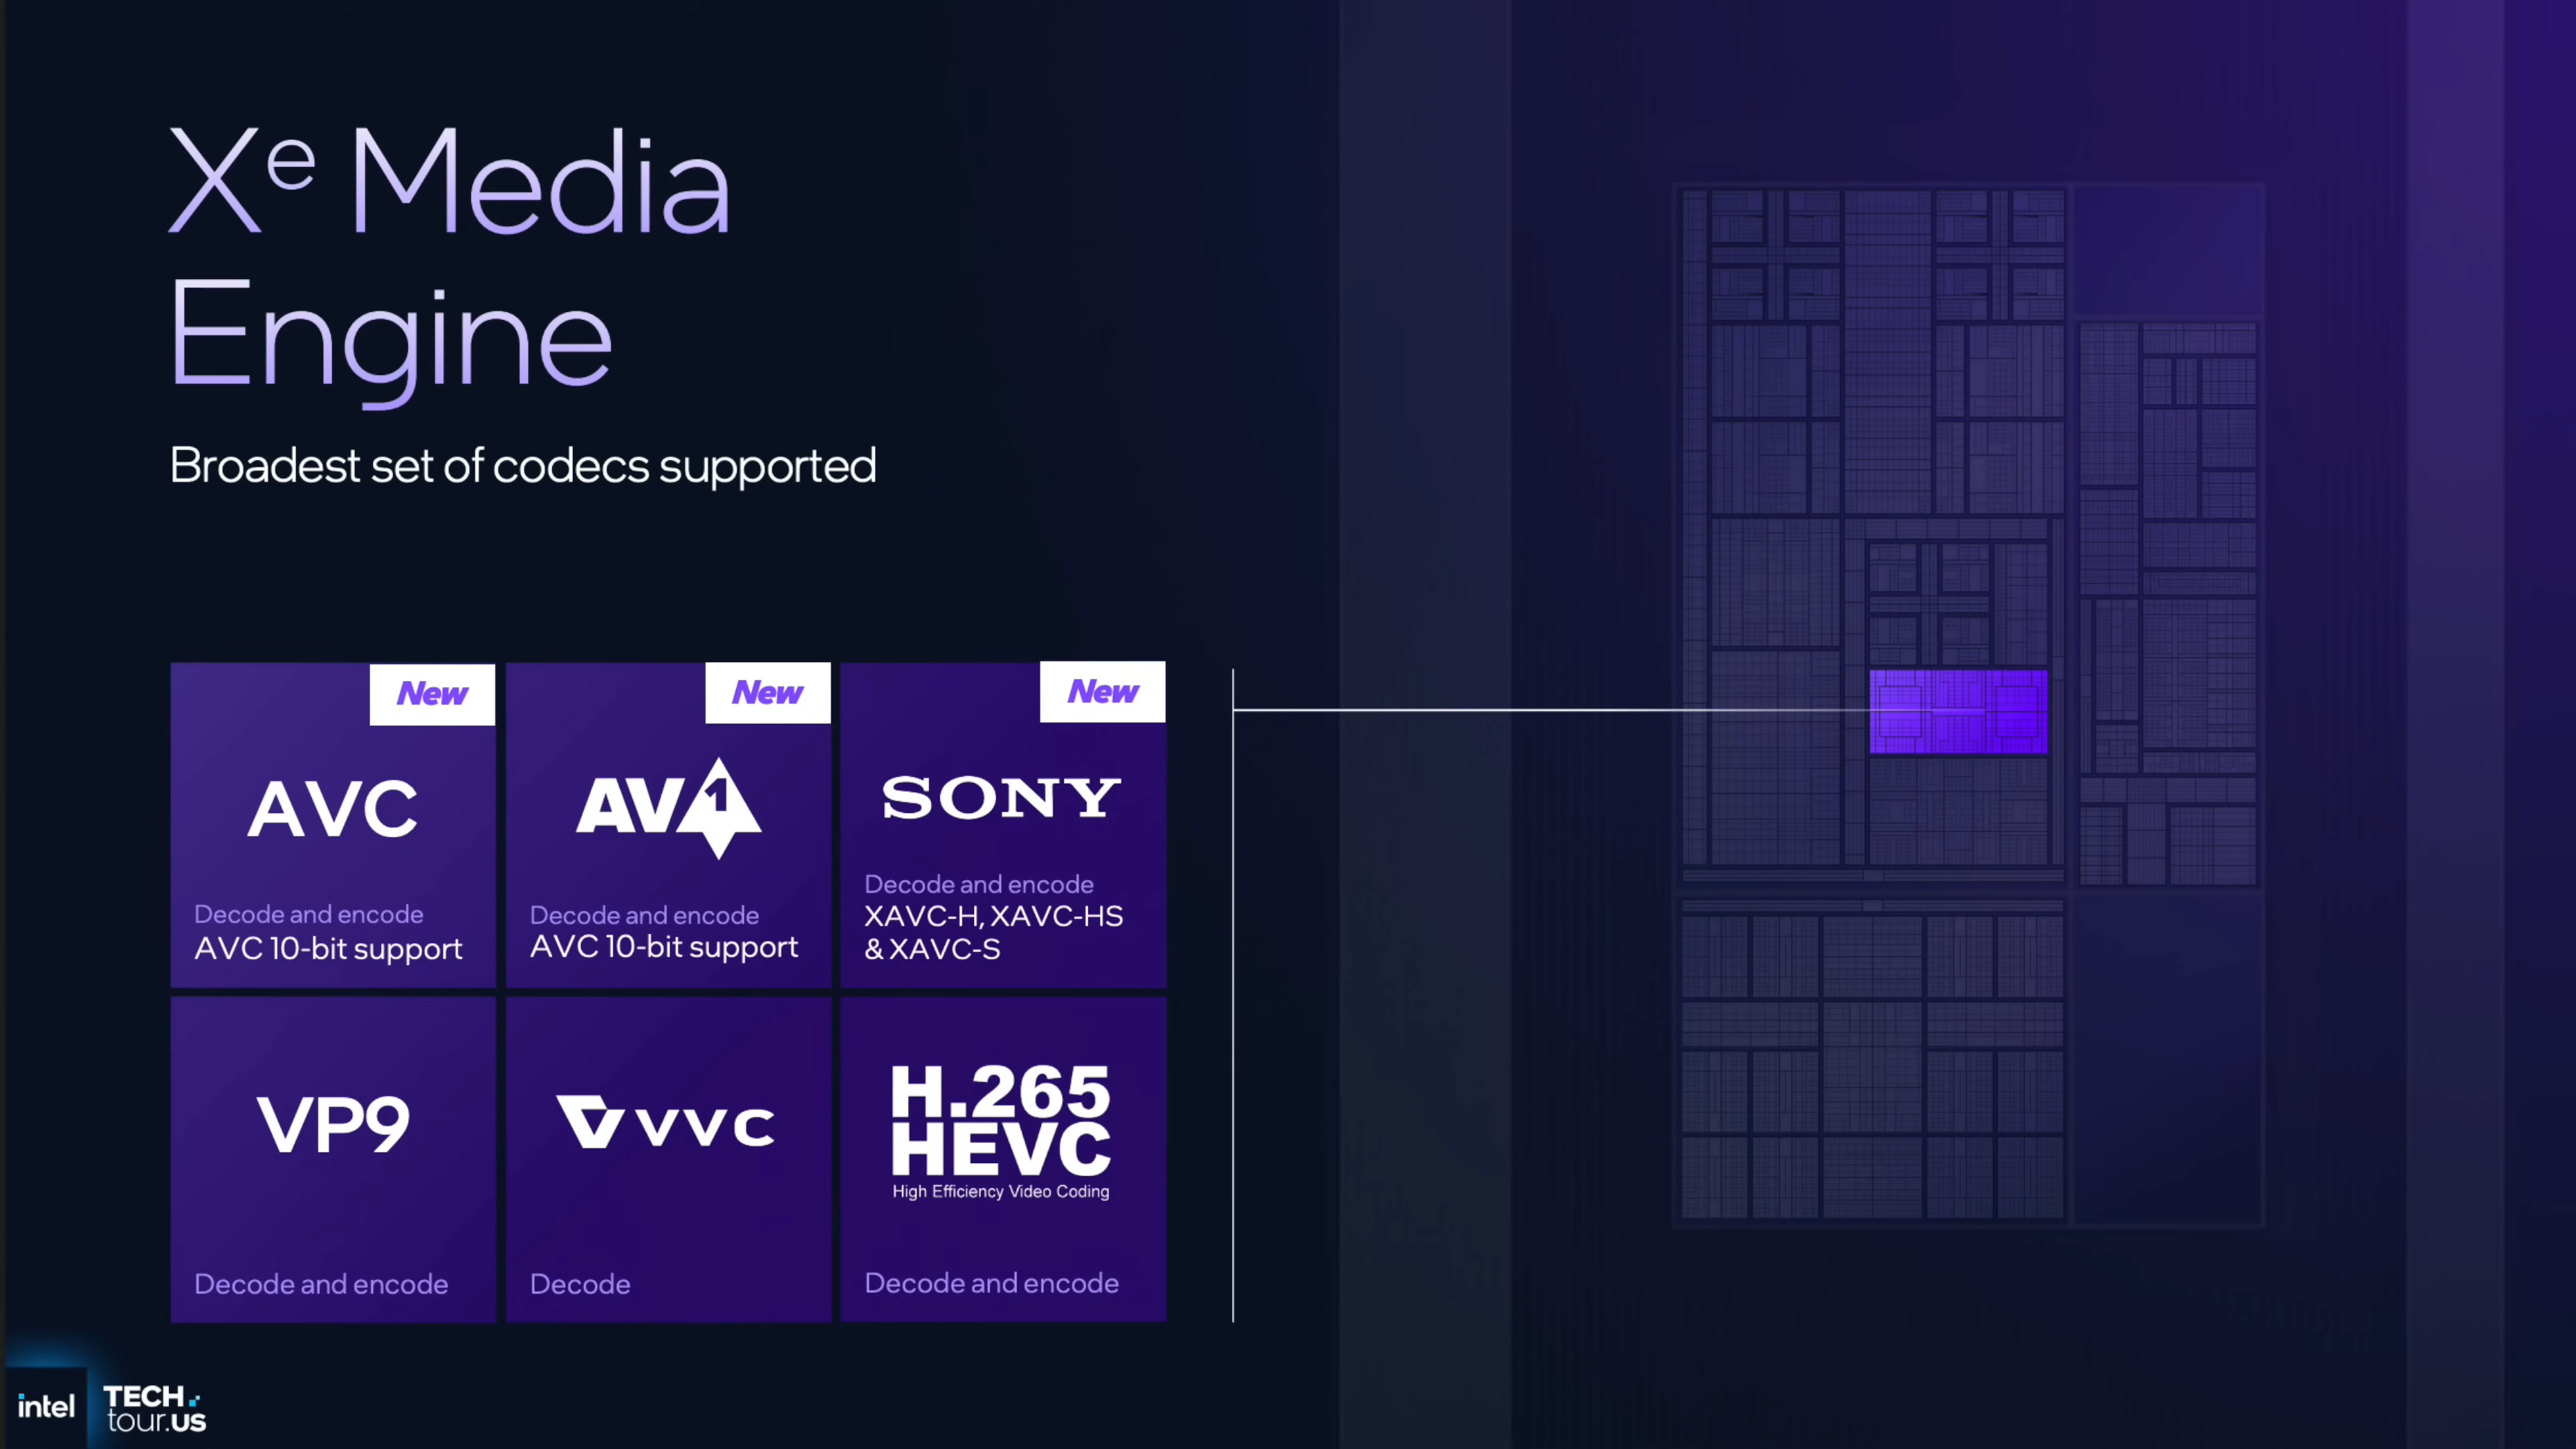 Xe Media
Engine
Broadest set of codecs supported
New
AVC
Decode and encode
AVC 10-bit support
New
AV1
Decode and encode
AVC 10-bit support
New
SONY
Decode and encode
XAVC-H, XAVC-HS
& XAVC-S
VP9
Decode and encode
VVC
Decode
H.265
HEVC
High Efficiency Video Coding
Decode and encode
intel
TECH
tour.US